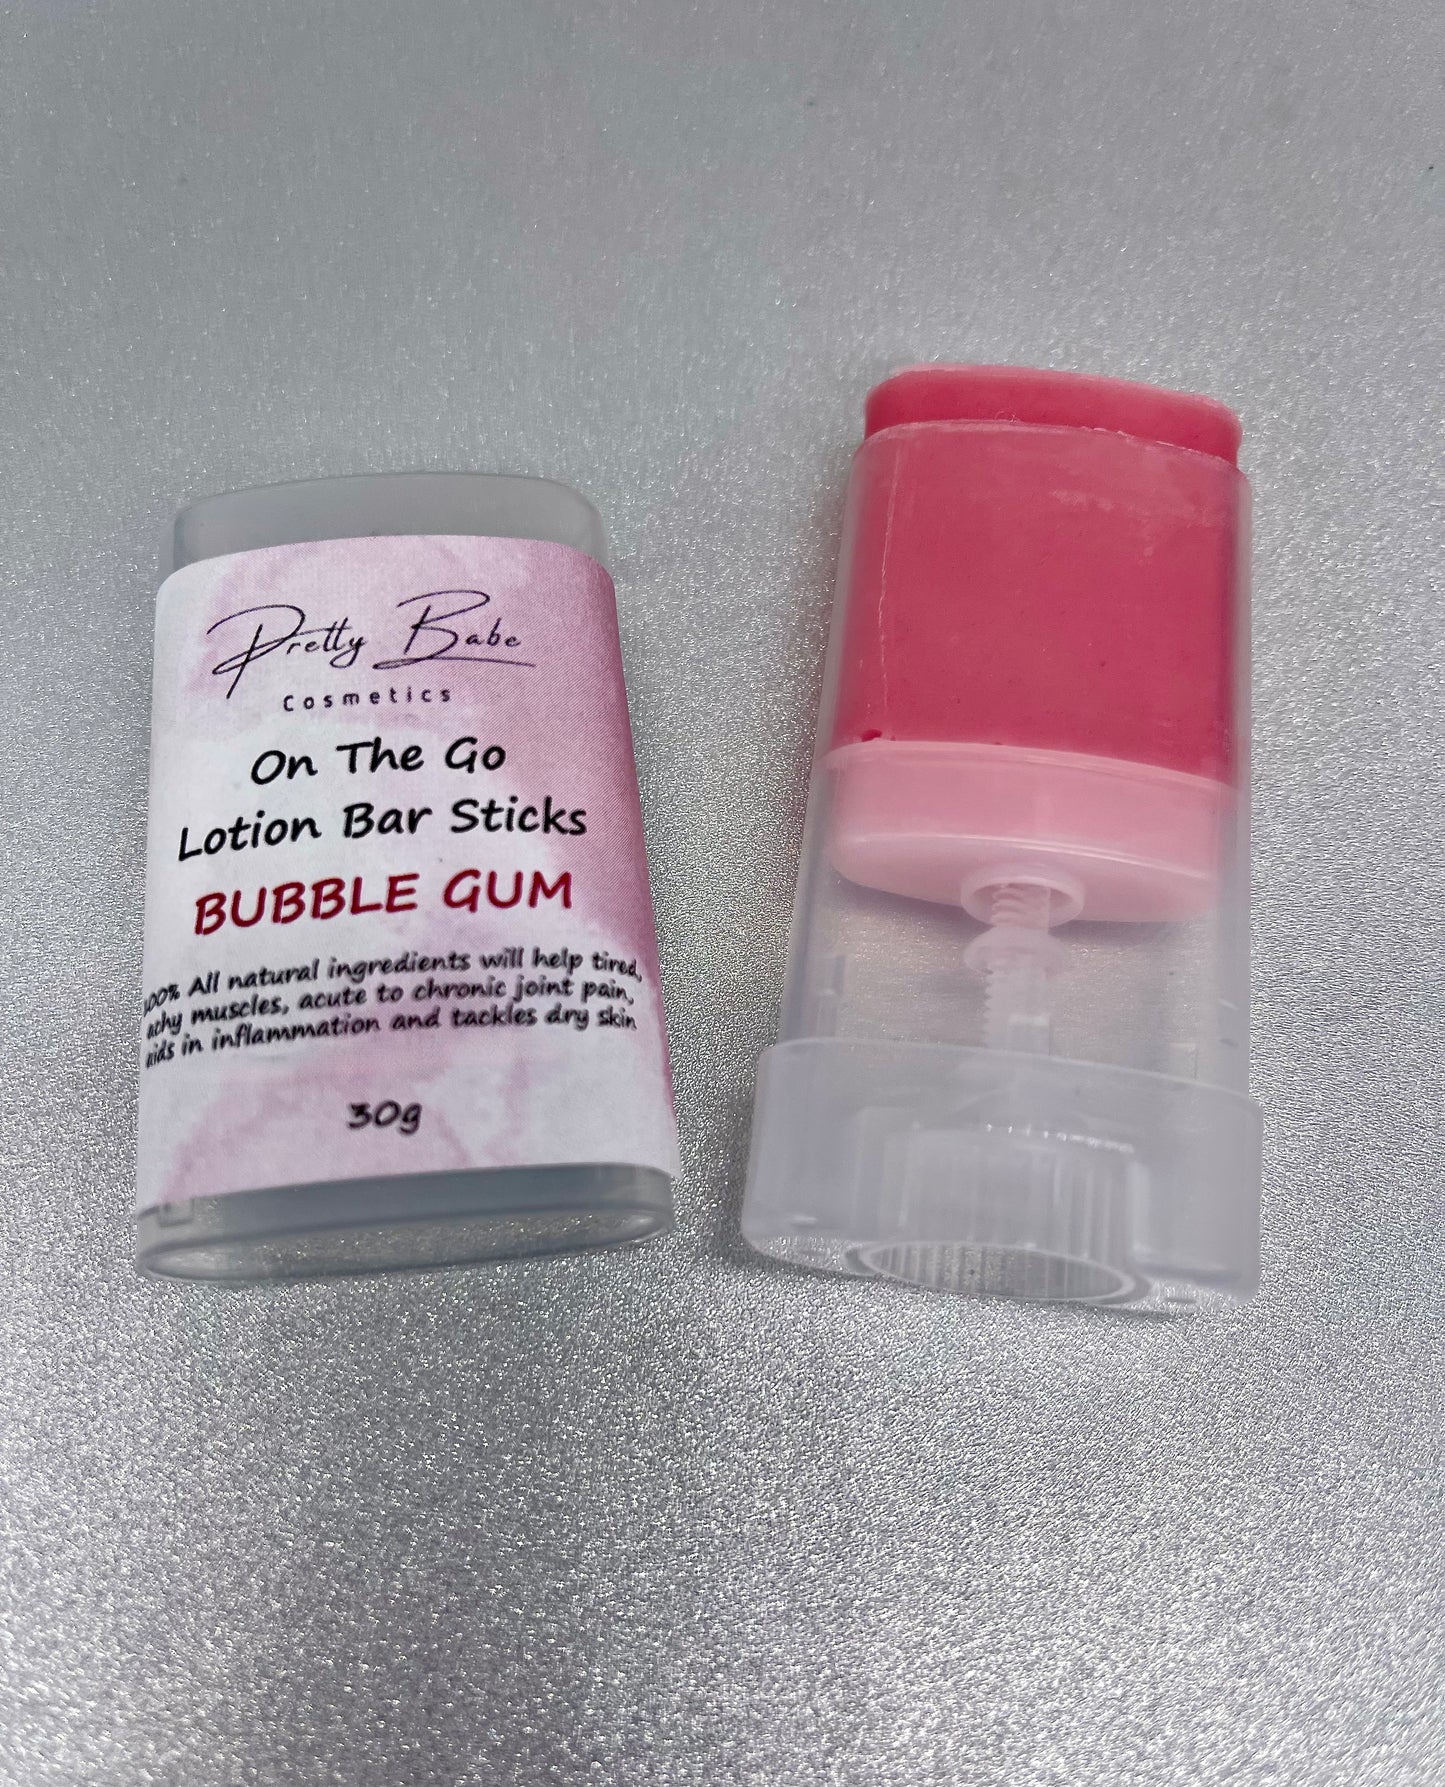 Pretty Babe
Cosmetics
On The Go
Lotion Bar Sticks
BUBBLE GUM
100% All natural ingredients will help tired,
achy muscles, acute to chronic joint pain,
aids in inflammation and tackles dry skin
30g